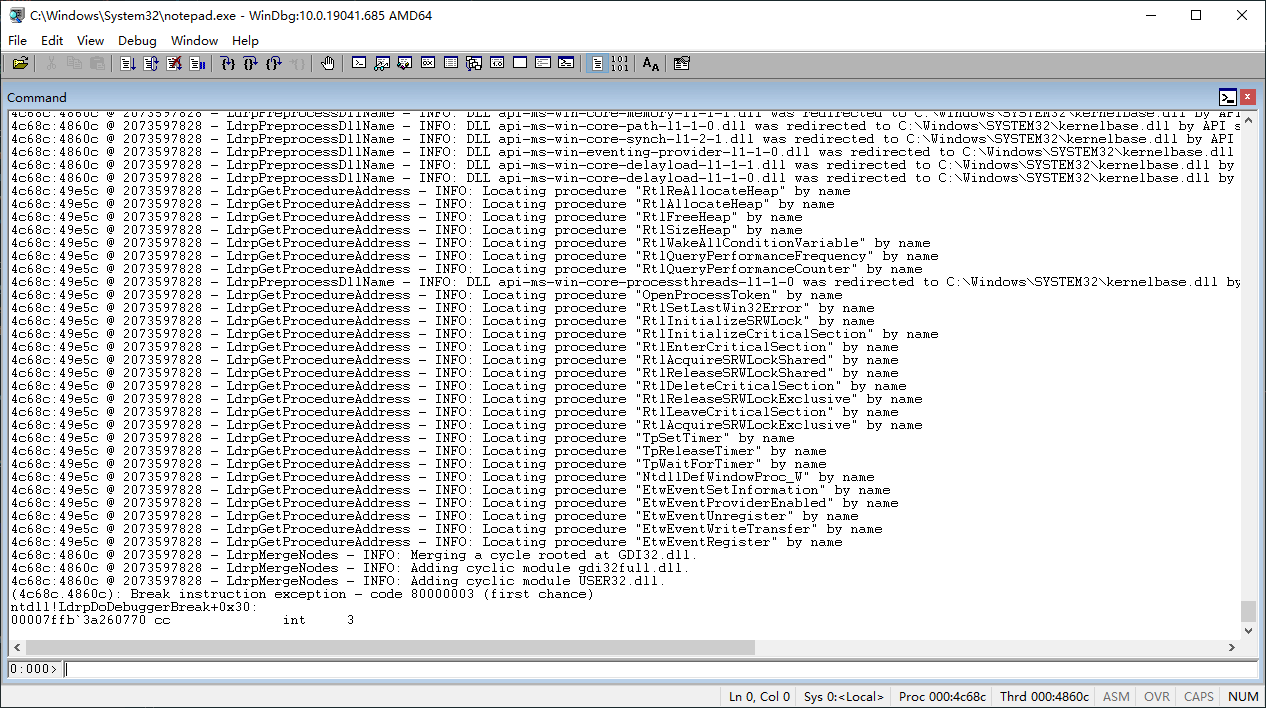 C:\Windows\System32\notepad.exe - WinDbg:10.0.19041.685 AMD64
File Edit View Debug Window Help
Command
4c68c:4860c @ 2073597828 - LdrpPreprocessDllName - INFO: DLL api-ms-win-core-memory-l1-1-1.dll was redirected to C:\Windows\SYSTEM32\kernelbase.dll by API
4c68c:4860c @ 2073597828 - LdrpPreprocessDllName - INFO: DLL api-ms-win-core-path-l1-1-0.dll was redirected to C:\Windows\SYSTEM32\kernelbase.dll by API s
4c68c:4860c @ 2073597828 - LdrpPreprocessDllName - INFO: DLL api-ms-win-core-synch-l1-2-1.dll was redirected to C:\Windows\SYSTEM32\kernelbase.dll by API
4c68c:4860c @ 2073597828 - LdrpPreprocessDllName - INFO: DLL api-ms-win-eventing-provider-l1-1-0.dll was redirected to C:\Windows\SYSTEM32\kernelbase.dll
4c68c:4860c @ 2073597828 - LdrpPreprocessDllName - INFO: DLL api-ms-win-core-delayload-l1-1-1.dll was redirected to C:\Windows\SYSTEM32\kernelbase.dll by
4c68c:4860c @ 2073597828 - LdrpPreprocessDllName - INFO: DLL api-ms-win-core-delayload-l1-1-0.dll was redirected to C:\Windows\SYSTEM32\kernelbase.dll by
4c68c:49e5c @ 2073597828 - LdrpGetProcedureAddress - INFO: Locating procedure "RtlReAllocateHeap" by name
4c68c:49e5c @ 2073597828 - LdrpGetProcedureAddress - INFO: Locating procedure "RtlAllocateHeap" by name
4c68c:49e5c @ 2073597828 - LdrpGetProcedureAddress - INFO: Locating procedure "RtlFreeHeap" by name
4c68c:49e5c @ 2073597828 - LdrpGetProcedureAddress - INFO: Locating procedure "RtlSizeHeap" by name
4c68c:49e5c @ 2073597828 - LdrpGetProcedureAddress - INFO: Locating procedure "RtlWakeAllConditionVariable" by name
4c68c:49e5c @ 2073597828 - LdrpGetProcedureAddress - INFO: Locating procedure "RtlQueryPerformanceFrequency" by name
4c68c:49e5c @ 2073597828 - LdrpGetProcedureAddress - INFO: Locating procedure "RtlQueryPerformanceCounter" by name
4c68c:49e5c @ 2073597828 - LdrpPreprocessDllName - INFO: DLL api-ms-win-core-processthreads-l1-1-0 was redirected to C:\Windows\SYSTEM32\kernelbase.dll by
4c68c:49e5c @ 2073597828 - LdrpGetProcedureAddress - INFO: Locating procedure "OpenProcessToken" by name
4c68c:49e5c @ 2073597828 - LdrpGetProcedureAddress - INFO: Locating procedure "RtlSetLastWin32Error" by name
4c68c:49e5c @ 2073597828 - LdrpGetProcedureAddress - INFO: Locating procedure "RtlInitializeSRWLock" by name
4c68c:49e5c @ 2073597828 - LdrpGetProcedureAddress - INFO: Locating procedure "RtlInitializeCriticalSection" by name
4c68c:49e5c @ 2073597828 - LdrpGetProcedureAddress - INFO: Locating procedure "RtlEnterCriticalSection" by name
4c68c:49e5c @ 2073597828 - LdrpGetProcedureAddress - INFO: Locating procedure "RtlAcquireSRWLockShared" by name
4c68c:49e5c @ 2073597828 - LdrpGetProcedureAddress - INFO: Locating procedure "RtlReleaseSRWLockShared" by name
4c68c:49e5c @ 2073597828 - LdrpGetProcedureAddress - INFO: Locating procedure "RtlDeleteCriticalSection" by name
4c68c:49e5c @ 2073597828 - LdrpGetProcedureAddress - INFO: Locating procedure "RtlReleaseSRWLockExclusive" by name
4c68c:49e5c @ 2073597828 - LdrpGetProcedureAddress - INFO: Locating procedure "RtlLeaveCriticalSection" by name
4c68c:49e5c @ 2073597828 - LdrpGetProcedureAddress - INFO: Locating procedure "RtlAcquireSRWLockExclusive" by name
4c68c:49e5c @ 2073597828 - LdrpGetProcedureAddress - INFO: Locating procedure "TpSetTimer" by name
4c68c:49e5c @ 2073597828 - LdrpGetProcedureAddress - INFO: Locating procedure "TpReleaseTimer" by name
4c68c:49e5c @ 2073597828 - LdrpGetProcedureAddress - INFO: Locating procedure "TpWaitForTimer" by name
4c68c:49e5c @ 2073597828 - LdrpGetProcedureAddress - INFO: Locating procedure "NtdllDefWindowProc_W" by name
4c68c:49e5c @ 2073597828 - LdrpGetProcedureAddress - INFO: Locating procedure "EtwEventSetInformation" by name
4c68c:49e5c @ 2073597828 - LdrpGetProcedureAddress - INFO: Locating procedure "EtwEventProviderEnabled" by name
4c68c:49e5c @ 2073597828 - LdrpGetProcedureAddress - INFO: Locating procedure "EtwEventUnregister" by name
4c68c:49e5c @ 2073597828 - LdrpGetProcedureAddress - INFO: Locating procedure "EtwEventWriteTransfer" by name
4c68c:49e5c @ 2073597828 - LdrpGetProcedureAddress - INFO: Locating procedure "EtwEventRegister" by name
4c68c:4860c @ 2073597828 - LdrpMergeNodes - INFO: Merging a cycle rooted at GDI32.dll.
4c68c:4860c @ 2073597828 - LdrpMergeNodes - INFO: Adding cyclic module gdi32full.dll.
4c68c:4860c @ 2073597828 - LdrpMergeNodes - INFO: Adding cyclic module USER32.dll.
(4c68c.4860c): Break instruction exception - code 80000003 (first chance)
ntdll!LdrpDoDebuggerBreak+0x30:
00007ffb`3a260770 cc int 3
0:000>
Ln 0, Col 0 Sys 0:<Local> Proc 000:4c68c Thrd 000:4860c ASM OVR CAPS NUM